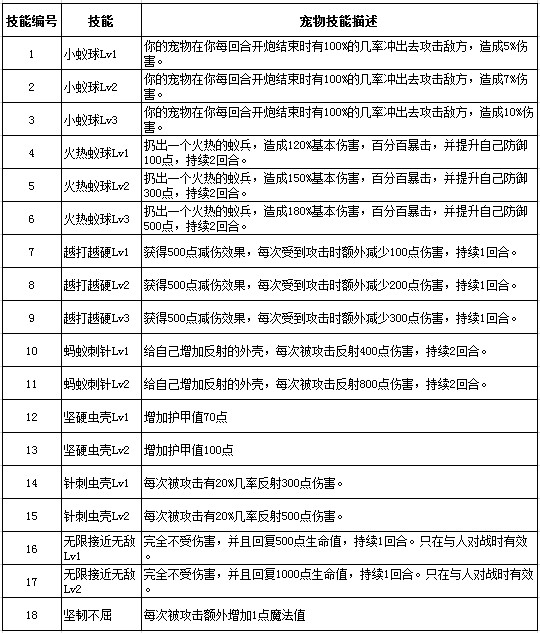 技能编号 技能 宠物技能描述
1 小蚁球Lv1 你的宠物在你每回合开炮结束时有100%的几率冲出去攻击敌方，造成5%伤
害。
2 小蚁球Lv2 你的宠物在你每回合开炮结束时有100%的几率冲出去攻击敌方，造成7%伤
害。
3 小蚁球Lv3 你的宠物在你每回合开炮结束时有100%的几率冲出去攻击敌方，造成10%伤
害。
4 火热蚁球Lv1 扔出一个火热的蚁兵，造成120%基本伤害，百分百暴击，并提升自己防御
100点，持续2回合。
5 火热蚁球Lv2 扔出一个火热的蚁兵，造成150%基本伤害，百分百暴击，并提升自己防御
300点，持续2回合。
6 火热蚁球Lv3 扔出一个火热的蚁兵，造成180%基本伤害，百分百暴击，并提升自己防御
500点，持续2回合。
7 越打越硬Lv1 获得500点减伤效果，每次受到攻击时额外减少100点伤害，持续1回合。
8 越打越硬Lv2 获得500点减伤效果，每次受到攻击时额外减少200点伤害，持续1回合。
9 越打越硬Lv3 获得500点减伤效果，每次受到攻击时额外减少300点伤害，持续1回合。
10 蚂蚁刺针Lv1 给自己增加反射的外壳，每次被攻击反射400点伤害，持续2回合。
11 蚂蚁刺针Lv2 给自己增加反射的外壳，每次被攻击反射800点伤害，持续2回合。
12 坚硬虫壳Lv1 增加护甲值70点
13 坚硬虫壳Lv2 增加护甲值100点
14 针刺虫壳Lv1 每次被攻击有20%几率反射300点伤害。
15 针刺虫壳Lv2 每次被攻击有20%几率反射500点伤害。
16 无限接近无敌 完全不受伤害，并且回复500点生命值，持续1回合。只在与人对战时有效
Lv1 。
17 无限接近无敌 完全不受伤害，并且回复1000点生命值，持续1回合。只在与人对战时有效
Lv2 。
18 坚韧不屈 每次被攻击额外增加1点魔法值